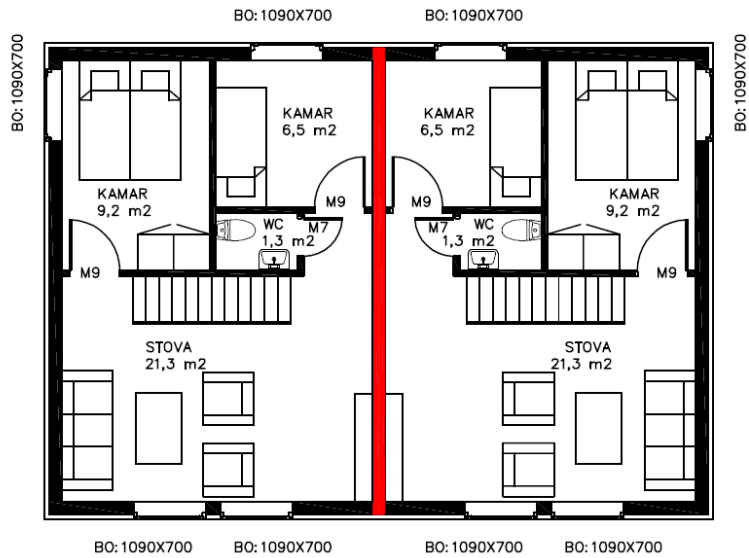 BO:1090X700
BO:1090X700
BO:1090X700
BO:1090X700
KAMAR
6,5 m2
KAMAR
6,5 m2
KAMAR
9,2 m2
KAMAR
9,2 m2
M9
M9
WC
1,3 m2
M7
M7
WC
1,3 m2
M9
M9
STOVA
21,3 m2
STOVA
21,3 m2
BO:1090X700
BO:1090X700
BO:1090X700
BO:1090X700